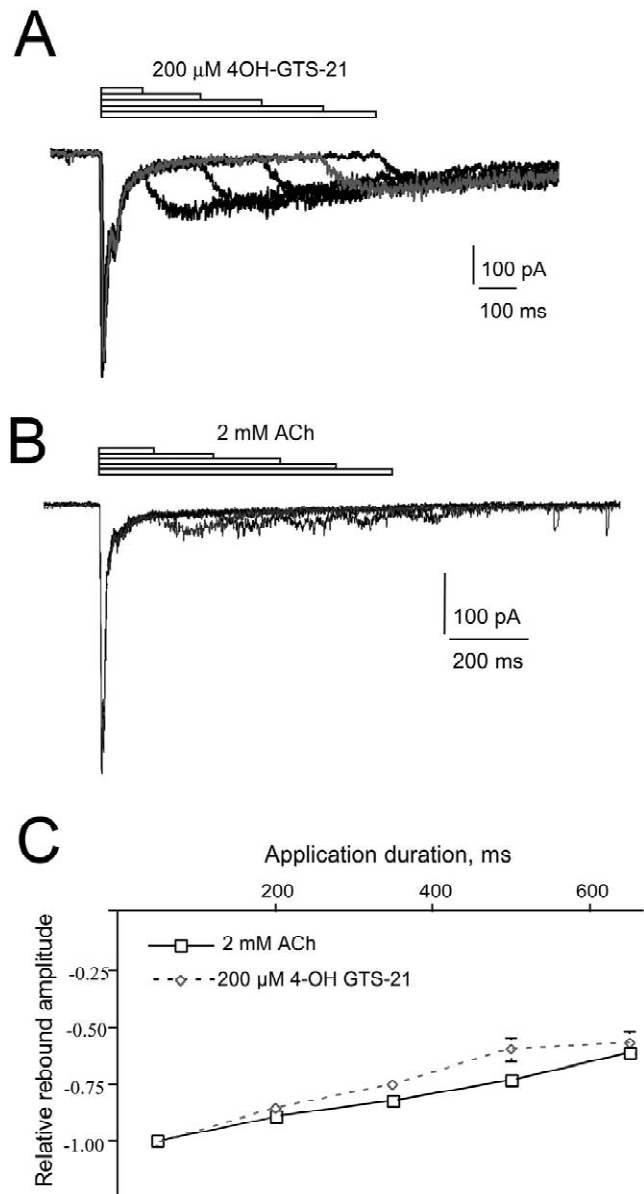 A
200 μM 4OH-GTS-21
100 pA
100 ms
B
2 mM ACh
100 pA
200 ms
C
Application duration, ms
200 400 600
Relative rebound amplitude
-0.25
-0.50
-0.75
-1.00
2 mM ACh
200 μM 4-OH GTS-21